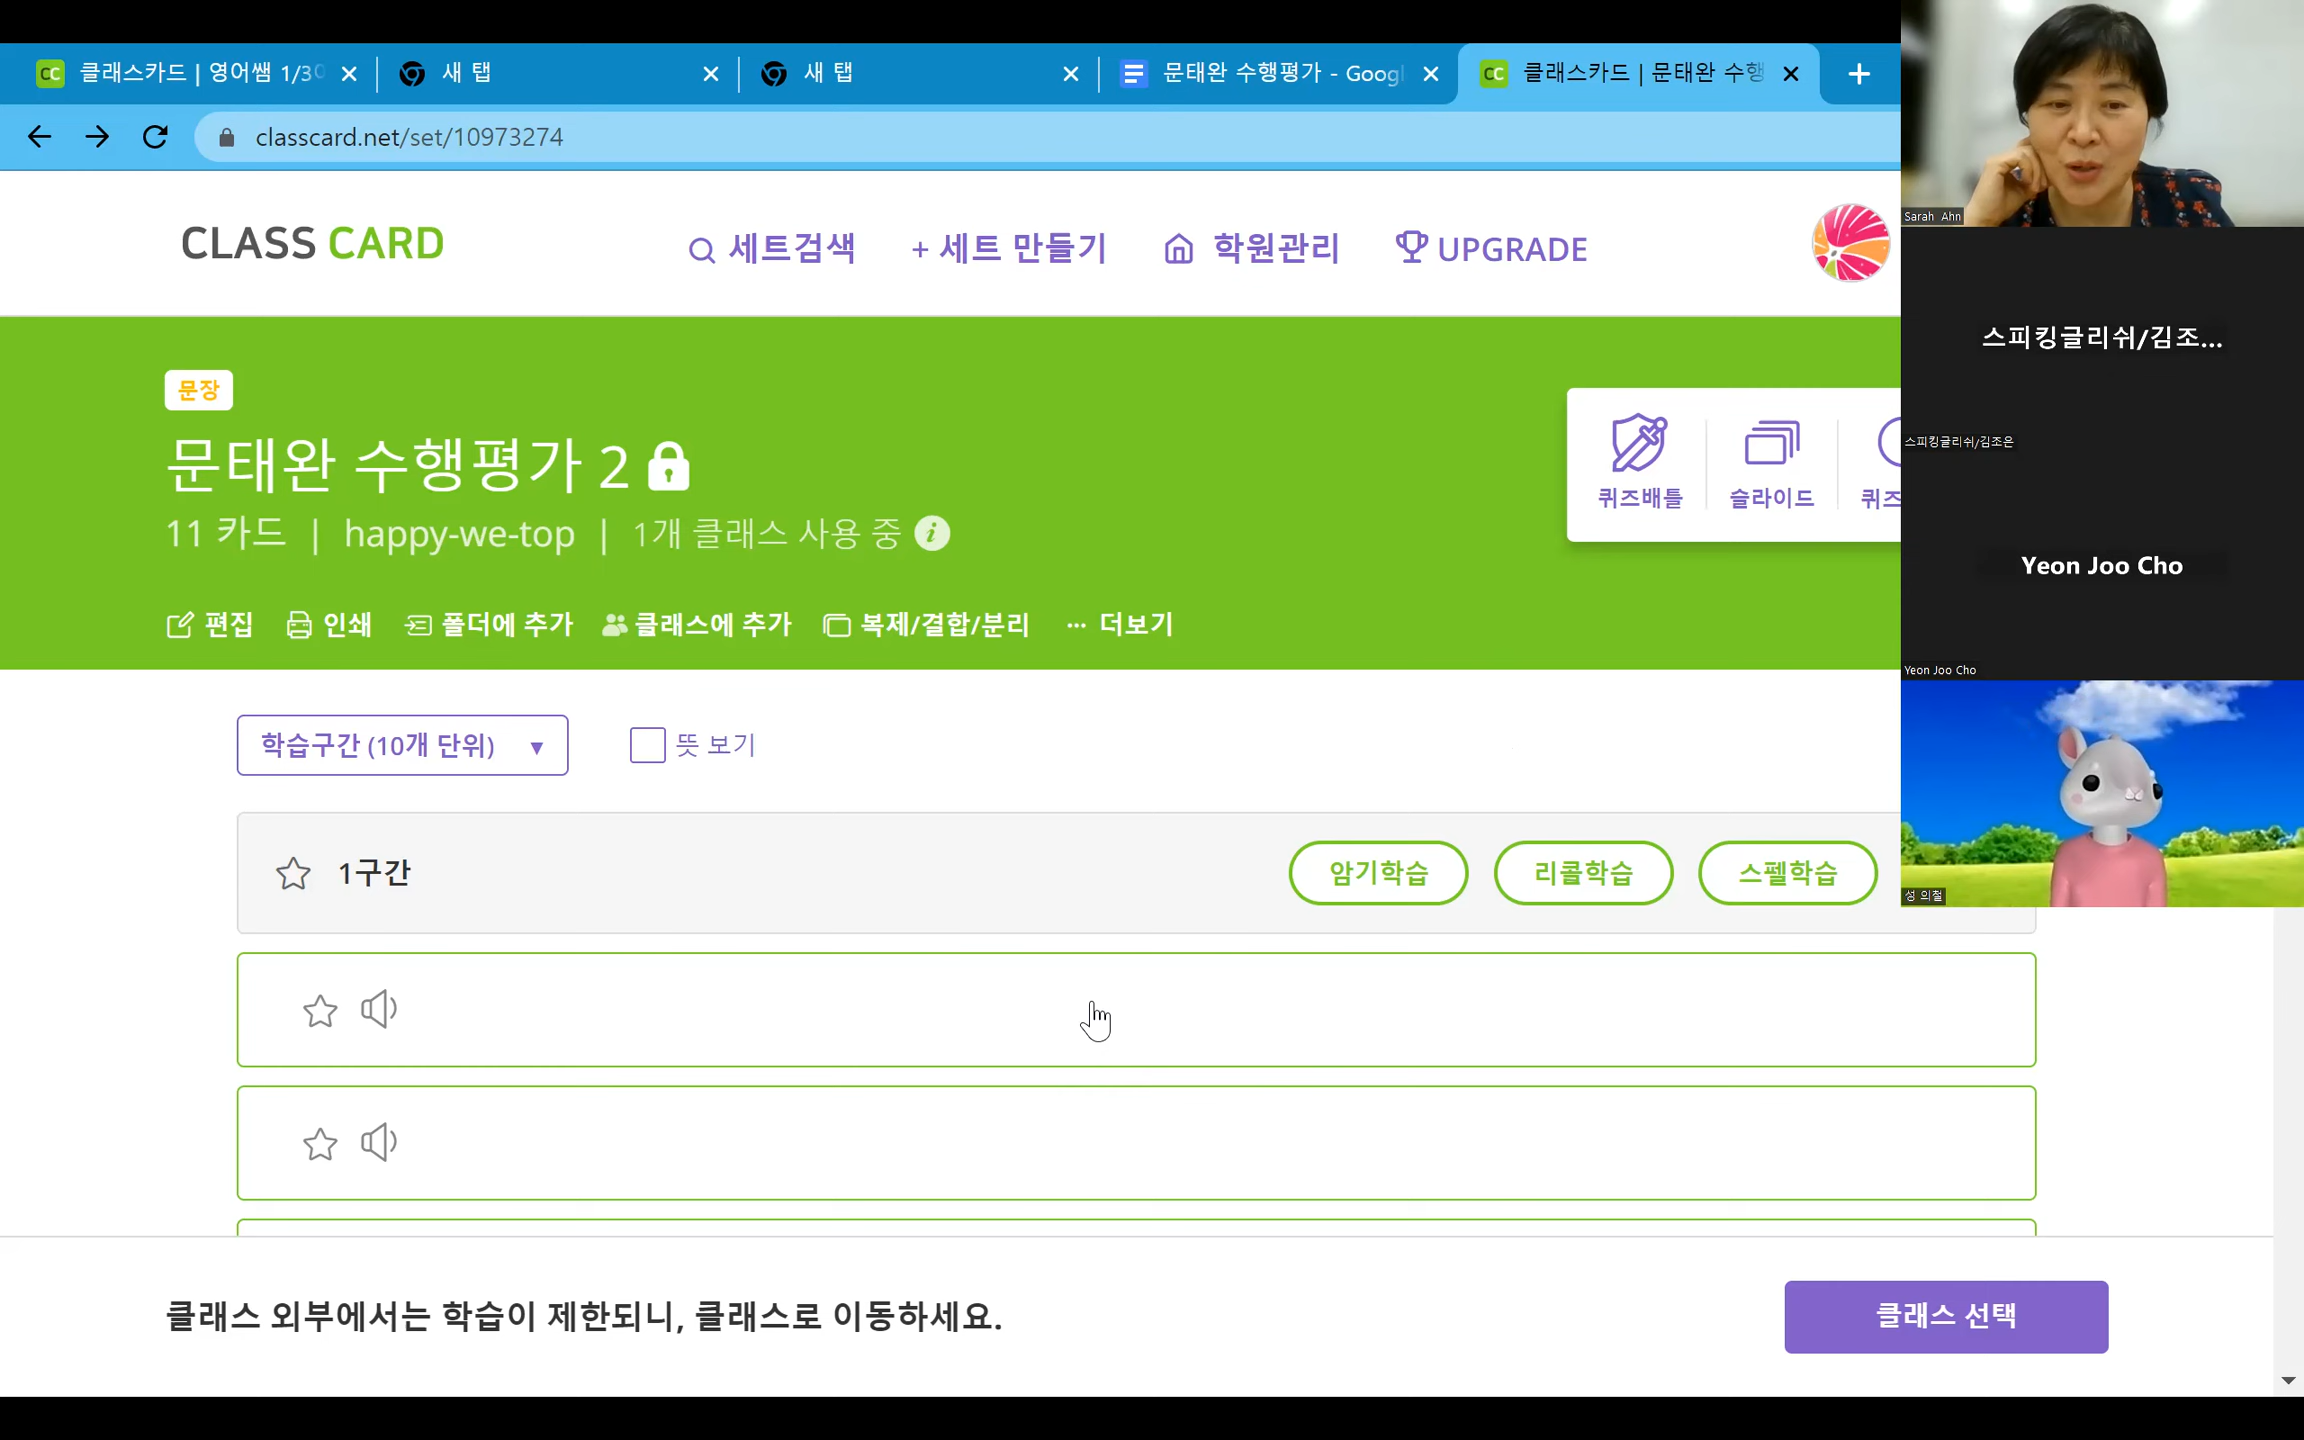 클래스카드 | 영어쌤 1/30
새 탭
새 탭
문태완 수행평가 - Googl
클래스카드 | 문태완 수행
classcard.net/set/10973274
CLASS CARD
세트검색
+ 세트 만들기
학원관리
UPGRADE
Sarah Ahn
스피킹글리쉬/김조...
스피킹글리쉬/김조은
Yeon Joo Cho
Yeon Joo Cho
성 의철
문장
문태완 수행평가 2
11 카드 | happy-we-top | 1개 클래스 사용 중
퀴즈배틀
슬라이드
퀴즈
편집
인쇄
폴더에 추가
클래스에 추가
복제/결합/분리
··· 더보기
학습구간 (10개 단위)
뜻 보기
1구간
암기학습
리콜학습
스펠학습
클래스 외부에서는 학습이 제한되니, 클래스로 이동하세요.
클래스 선택